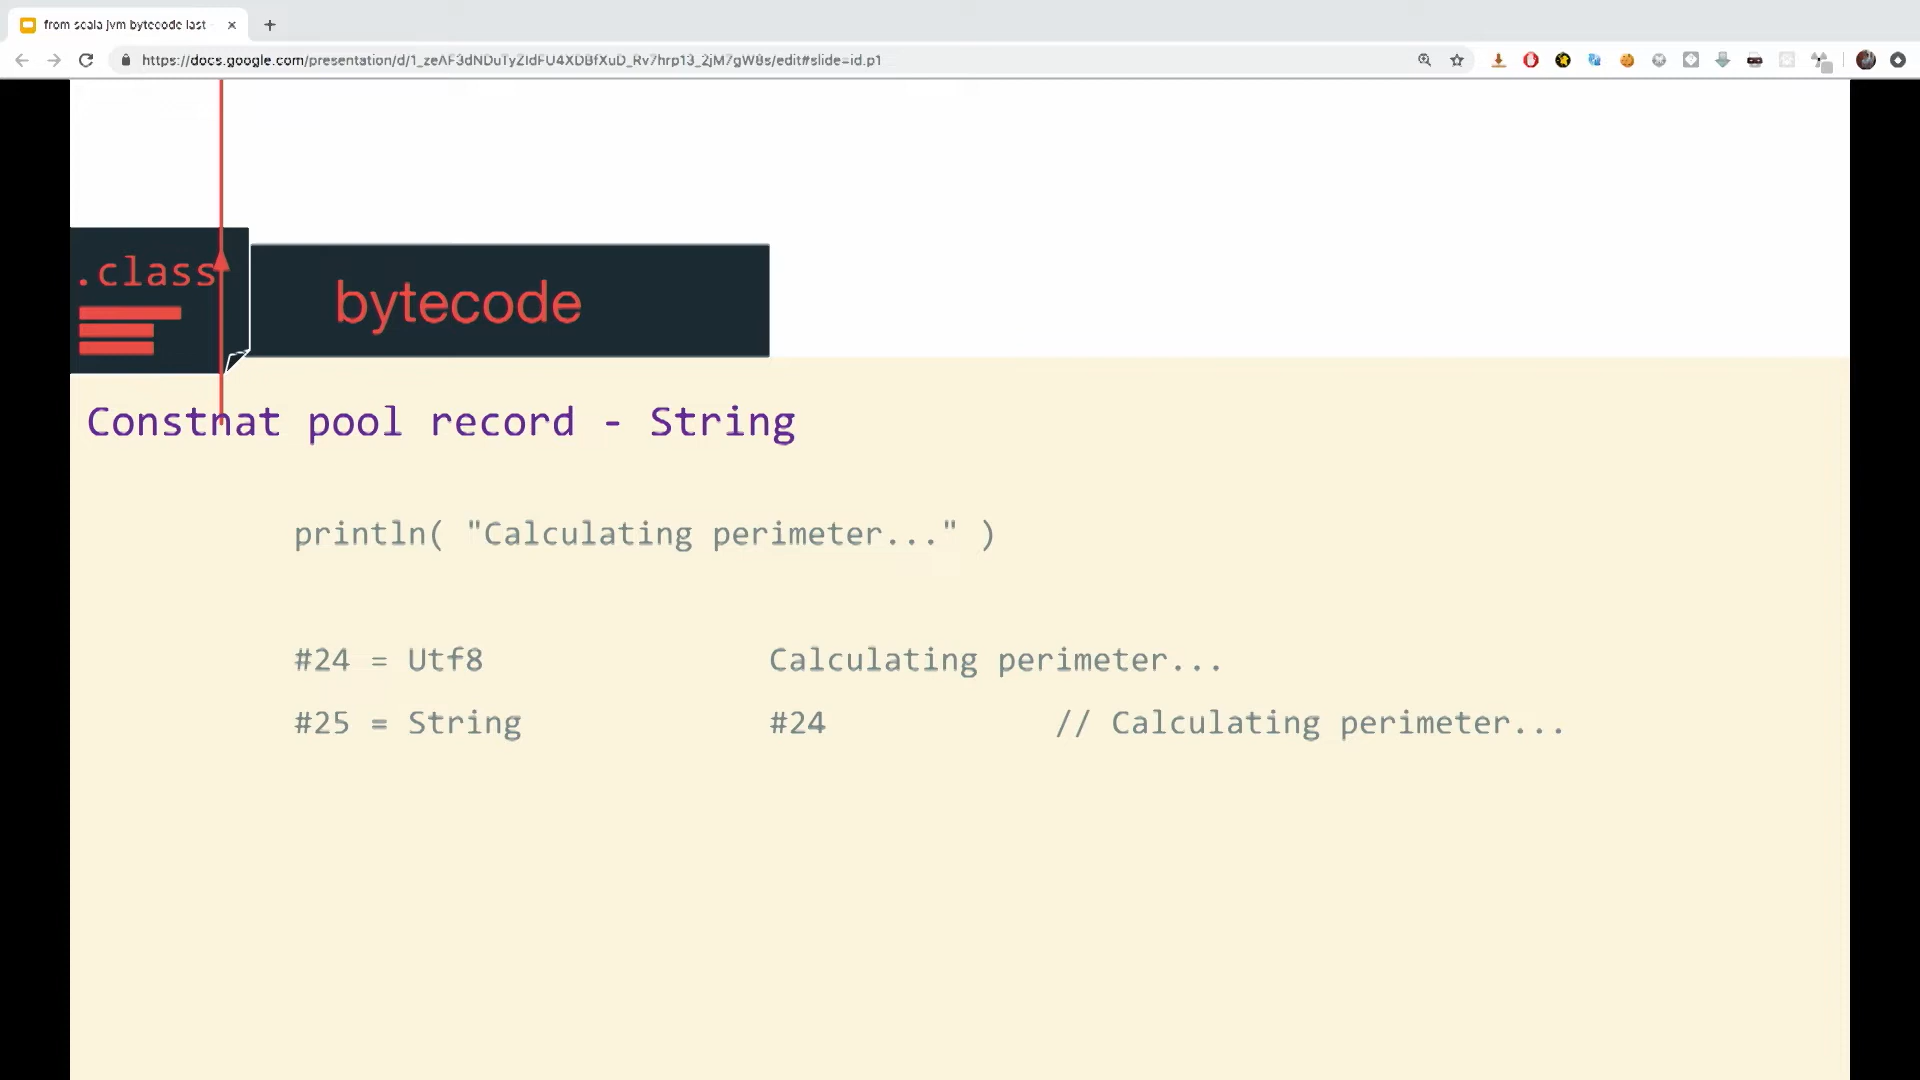 from scala jvm bytecode last
https://docs.google.com/presentation/d/1_zeAF3dNDuTyZIdFU4XDBfXuD_Rv7hrp13_2jM7gW8s/edit#slide=id.p1
.class
bytecode
Constnat pool record - String
println( "Calculating perimeter..." )
#24 = Utf8 Calculating perimeter...
#25 = String #24 // Calculating perimeter...